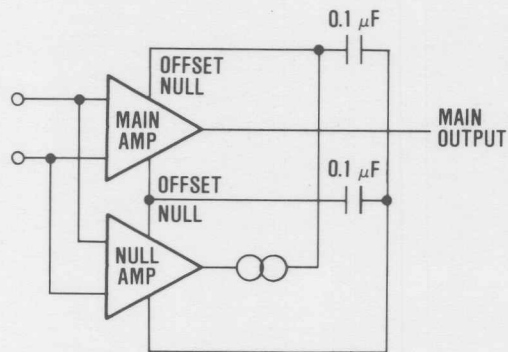 0.1 μF
OFFSET
NULL
MAIN
AMP
MAIN
OUTPUT
0.1 μF
OFFSET
NULL
NULL
AMP